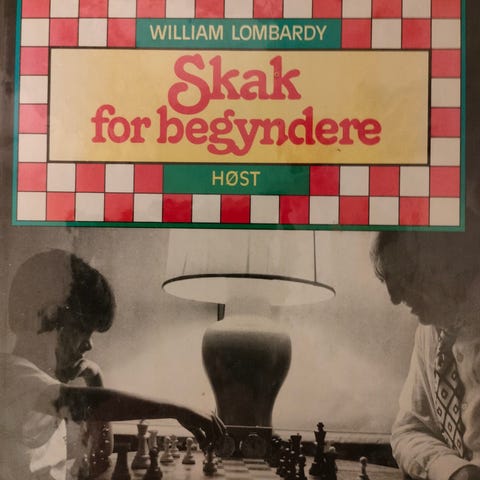 WILLIAM LOMBARDY
Skak
for begyndere
HØST